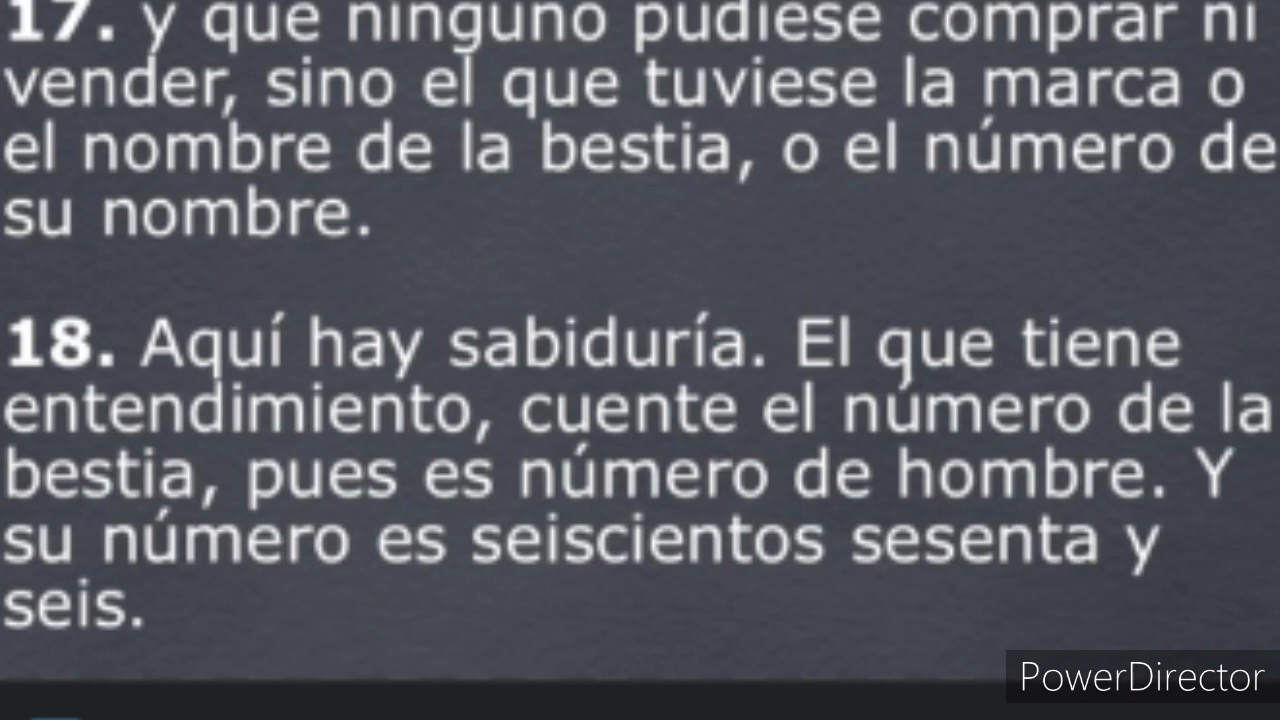 17. y que ninguno pudiese comprar ni
vender, sino el que tuviese la marca o
el nombre de la bestia, o el número de
su nombre.
18. Aquí hay sabiduría. El que tiene
entendimiento, cuente el número de la
bestia, pues es número de hombre. Y
su número es seiscientos sesenta y
seis.
PowerDirector